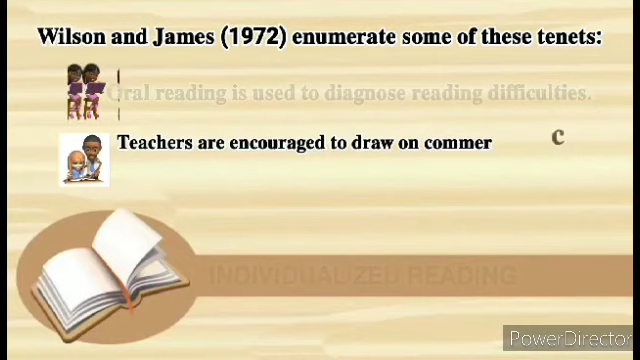 Wilson and James (1972) enumerate some of these tenets:
Oral reading is used to diagnose reading difficulties.
Teachers are encouraged to draw on commer c
INDIVIDUALIZED READING
PowerDirector